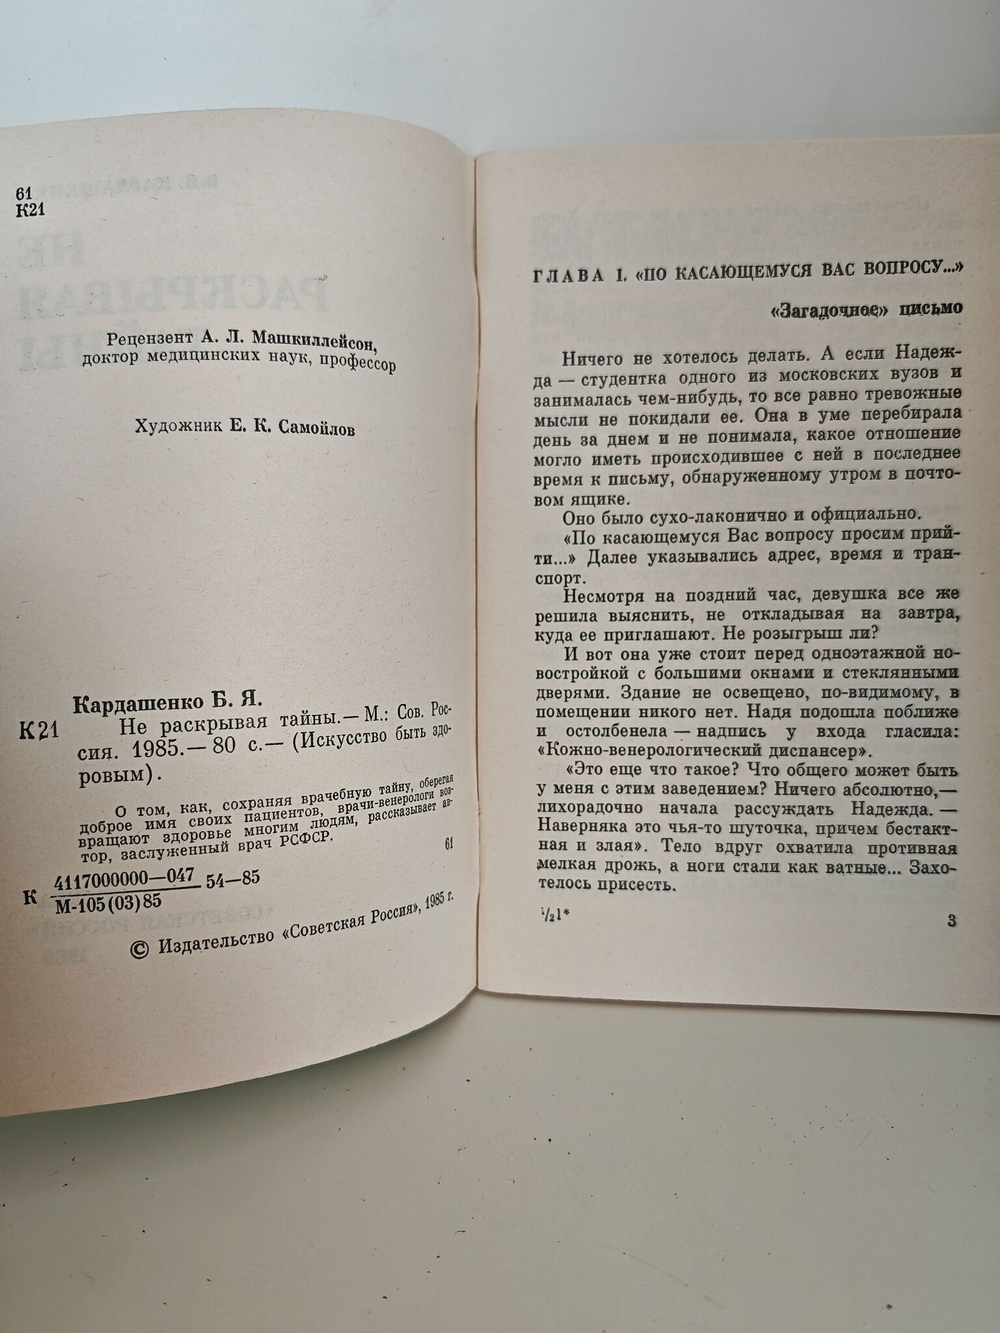 61
К21
Рецензент А. Л. Машкиллейсон,
доктор медицинских наук, профессор
Художник Е. К. Самойлов
Кардашенко Б. Я.
К21 Не раскрывая тайны.— М.: Сов. Рос-
сия. 1985.— 80 с.— (Искусство быть здо-
ровым).
О том, как, сохраняя врачебную тайну, оберегая
доброе имя своих пациентов, врачи-венерологи воз-
вращают здоровье многим людям, рассказывает ав-
тор, заслуженный врач РСФСР.
61
К 4117000000—047 54—85
М-105(03)85
© Издательство «Советская Россия», 1985 г.
ГЛАВА 1. «ПО КАСАЮЩЕМУСЯ ВАС ВОПРОСУ...»
«Загадочное» письмо
Ничего не хотелось делать. А если Надеж-
да — студентка одного из московских вузов и
занималась чем-нибудь, то все равно тревожные
мысли не покидали ее. Она в уме перебирала
день за днем и не понимала, какое отношение
могло иметь происходившее с ней в последнее
время к письму, обнаруженному утром в почто-
вом ящике.
Оно было сухо-лаконично и официально.
«По касающемуся Вас вопросу просим прий-
ти...» Далее указывались адрес, время и тран-
спорт.
Несмотря на поздний час, девушка все же
решила выяснить, не откладывая на завтра,
куда ее приглашают. Не розыгрыш ли?
И вот она уже стоит перед одноэтажной но-
востройкой с большими окнами и стеклянными
дверями. Здание не освещено, по-видимому, в
помещении никого нет. Надя подошла поближе
и остолбенела — надпись у входа гласила:
«Кожно-венерологический диспансер».
«Это еще что такое? Что общего может быть
у меня с этим заведением? Ничего абсолютно,—
лихорадочно начала рассуждать Надежда. —
Наверняка это чья-то шуточка, причем бестакт-
ная и злая». Тело вдруг охватила противная
мелкая дрожь, а ноги стали как ватные... Захо-
телось присесть.
½1*
3